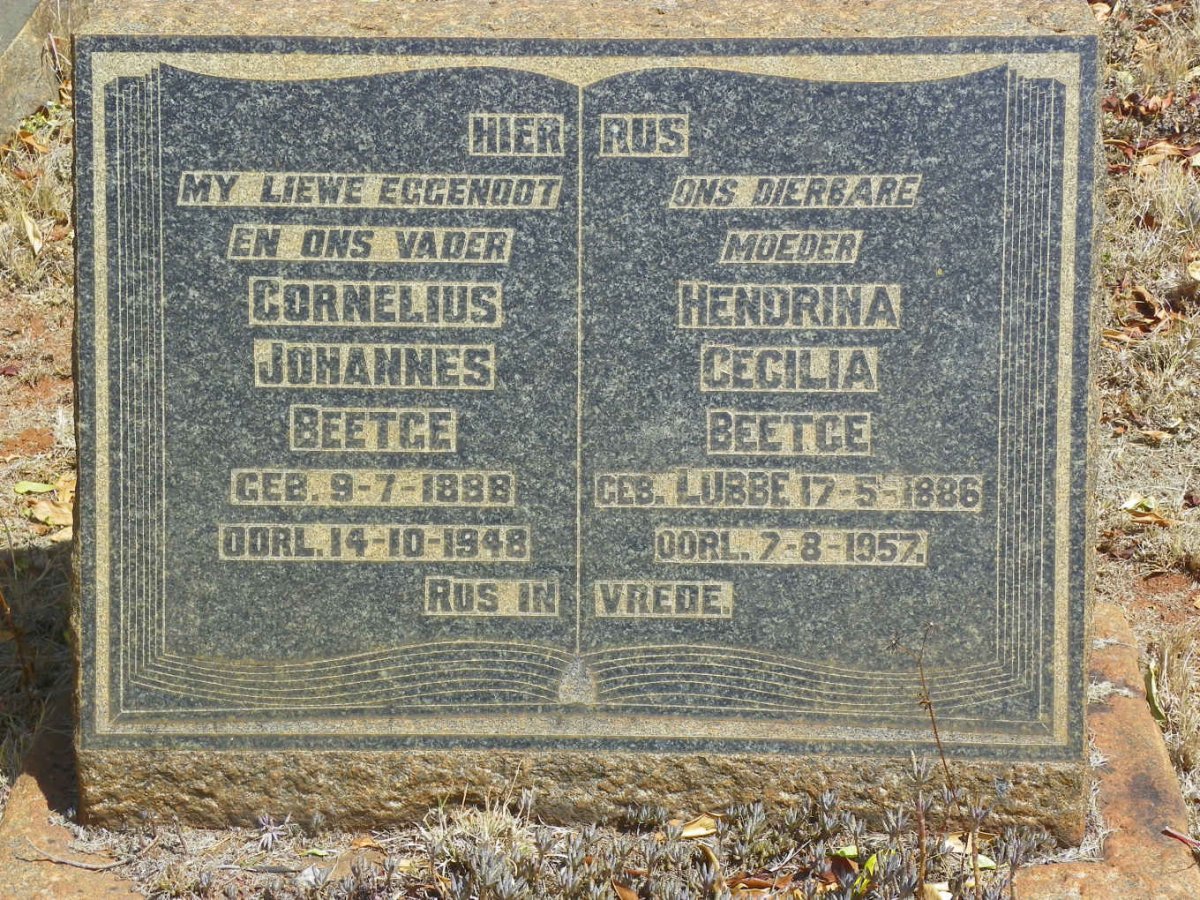 HIER RUS
MY LIEWE EGGENOOT
EN ONS VADER
CORNELIUS
JOHANNES
BEETGE
GEB. 9-7-1888
OORL. 14-10-1948
ONS DIERBARE
MOEDER
HENDRINA
CECILIA
BEETGE
GEB. LUBBE 17-5-1886
OORL. 7-8-1957.
RUS IN VREDE.